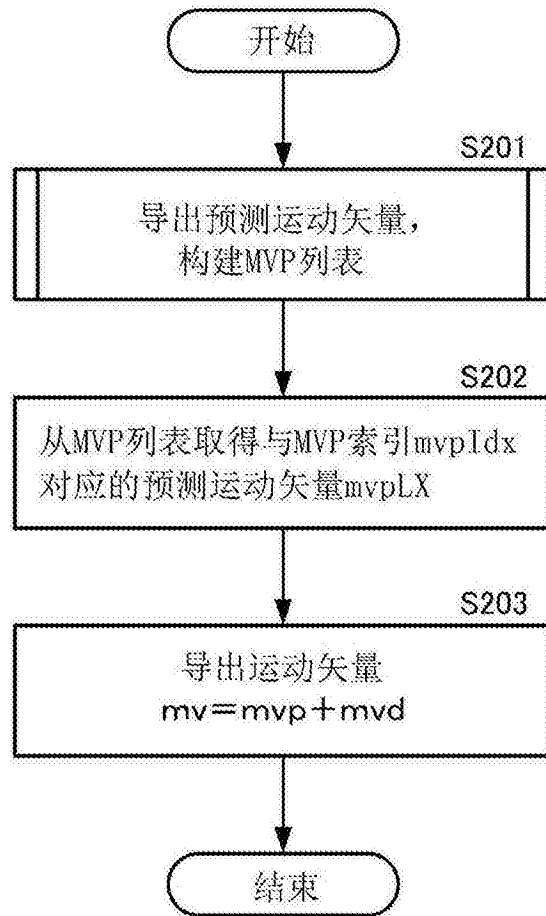 开始
S201
导出预测运动矢量,
构建MVP列表
S202
从MVP列表取得与MVP索引mvpIdx
对应的预测运动矢量mvpLX
S203
导出运动矢量
mv=mvp+mvd
结束